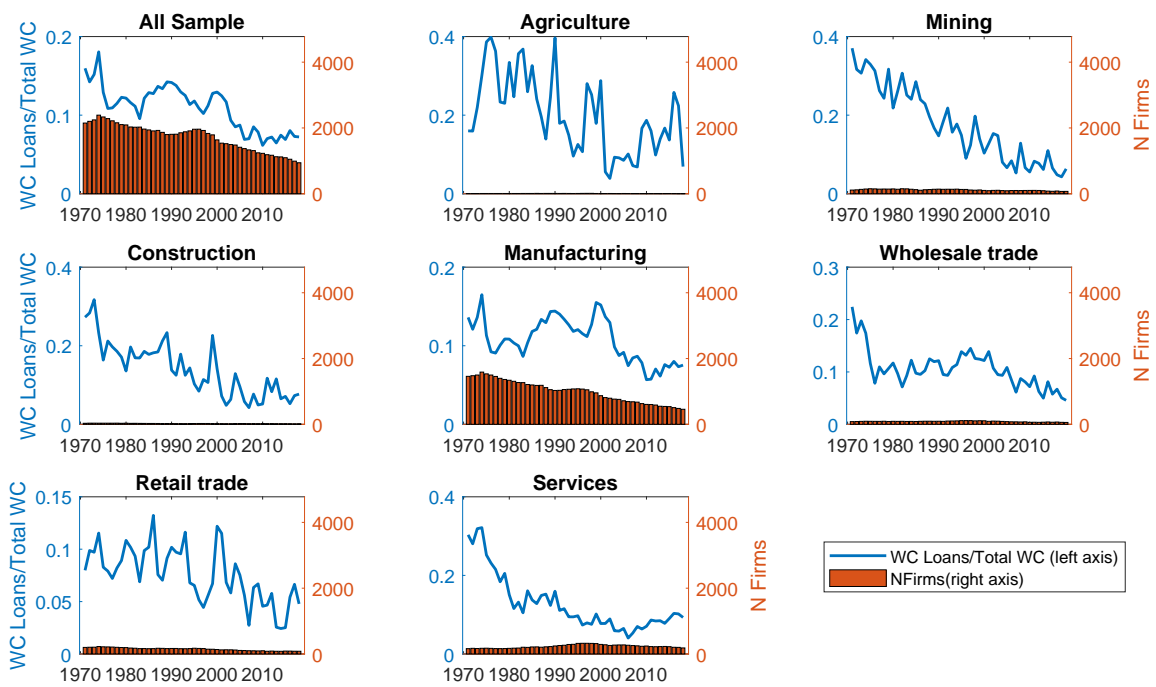 All Sample
Agriculture
Mining
WC Loans/Total WC
0.2
0.1
0
4000
2000
0
0.4
0.2
0
0.4
0.2
0
4000
2000
0
N Firms
1970 1980 1990 2000 2010
1970 1980 1990 2000 2010
1970 1980 1990 2000 2010
Construction
Manufacturing
Wholesale trade
WC Loans/Total WC
0.4
0.2
0
0.2
0.1
0
4000
2000
0
0.3
0.2
0.1
0
4000
2000
0
N Firms
1970 1980 1990 2000 2010
1970 1980 1990 2000 2010
1970 1980 1990 2000 2010
Retail trade
Services
WC Loans/Total WC
0.15
0.1
0.05
0
4000
2000
0
0.4
0.2
0
4000
2000
0
N Firms
1970 1980 1990 2000 2010
1970 1980 1990 2000 2010
WC Loans/Total WC (left axis)
NFirms(right axis)